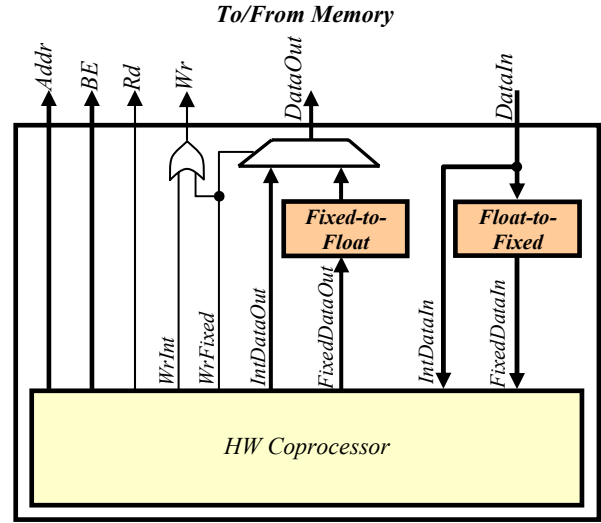 To/From Memory
Addr
BE
Rd
Wr
DataOut
DataIn
Fixed-to-
Float
Float-to-
Fixed
WrInt
WrFixed
IntDataOut
FixedDataOut
IntDataIn
FixedDataIn
HW Coprocessor